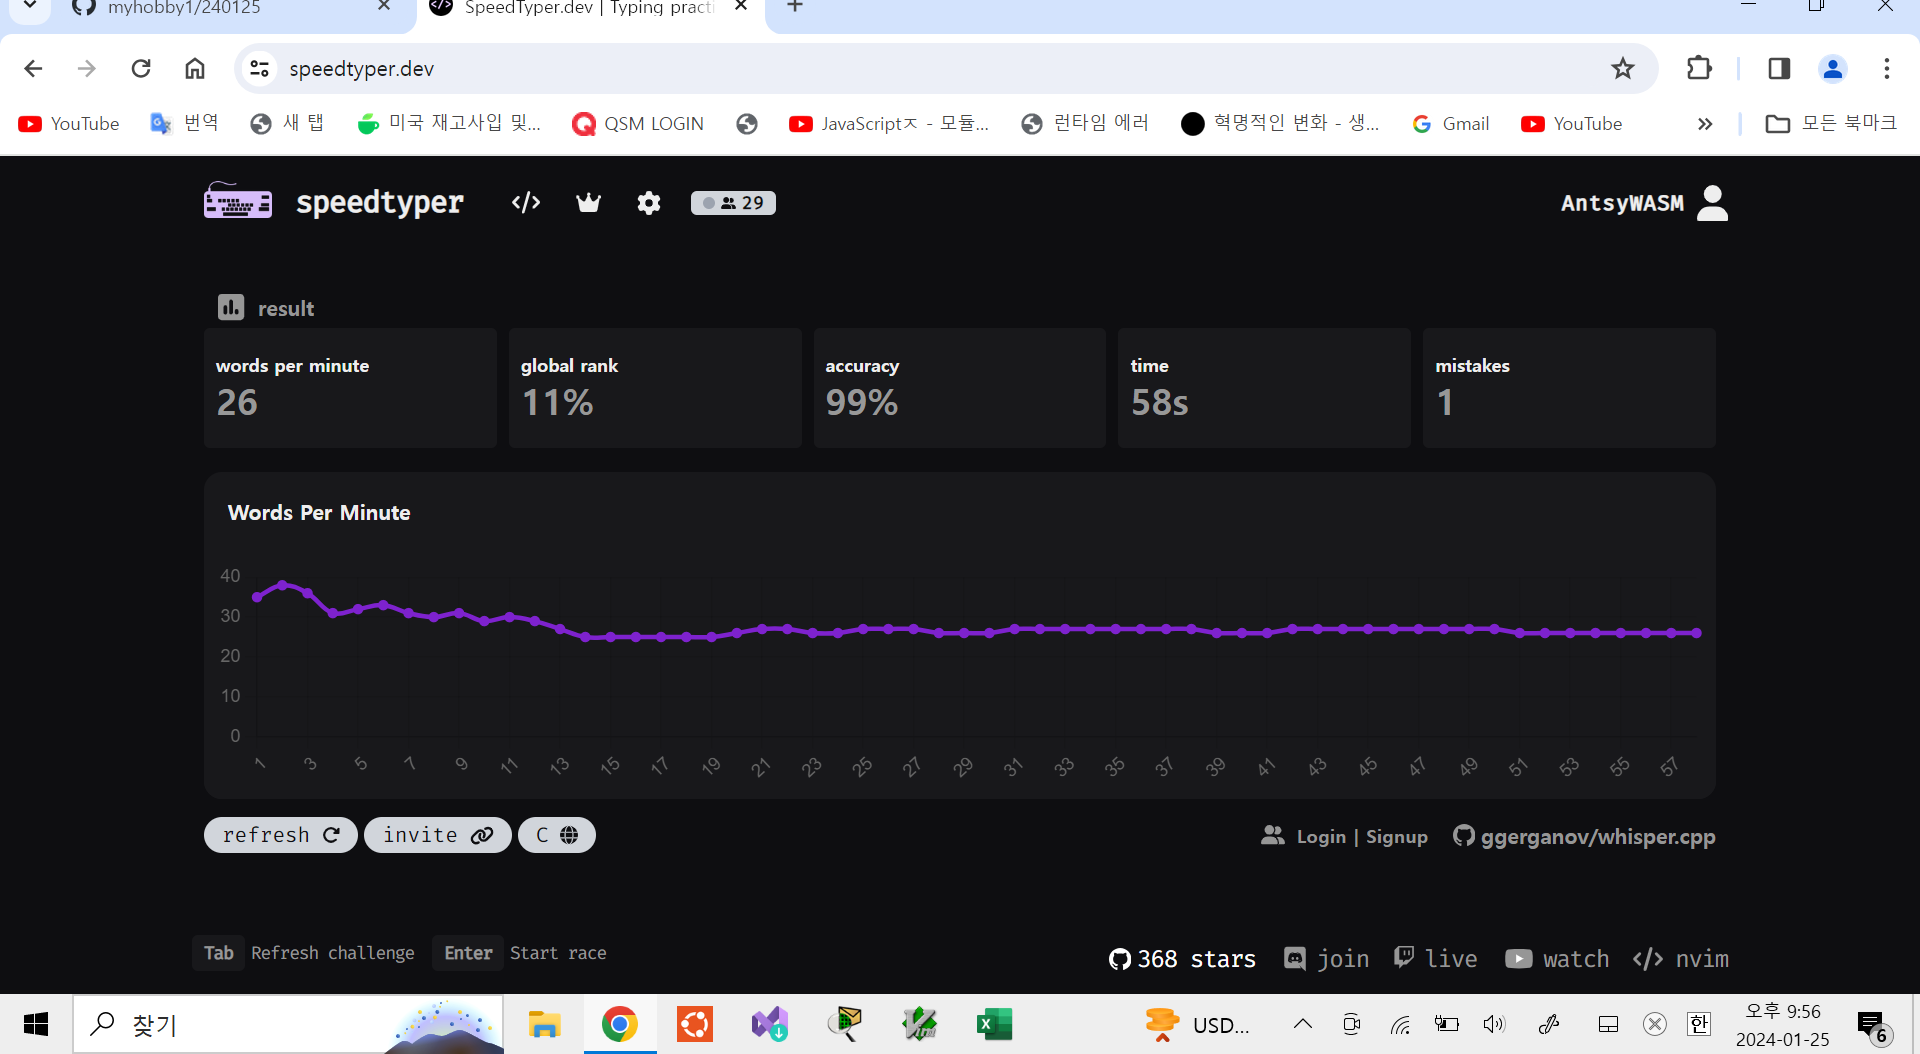 myhobby1/240125
SpeedTyper.dev | Typing practi
speedtyper.dev
YouTube 번역 새 탭 미국 재고사입 및... QSM LOGIN JavaScriptㅈ - 모듈... 런타임 에러 혁명적인 변화 - 생... Gmail YouTube » 모든 북마크
speedtyper </> 29 AntsyWASM
result
words per minute
26
global rank
11%
accuracy
99%
time
58s
mistakes
1
Words Per Minute
40
30
20
10
0
1 3 5 7 9 11 13 15 17 19 21 23 25 27 29 31 33 35 37 39 41 43 45 47 49 51 53 55 57
refresh invite C Login | Signup ggerganov/whisper.cpp
Tab Refresh challenge Enter Start race
368 stars join live watch </> nvim
찾기 USD... 한 오후 9:56
2024-01-25 6